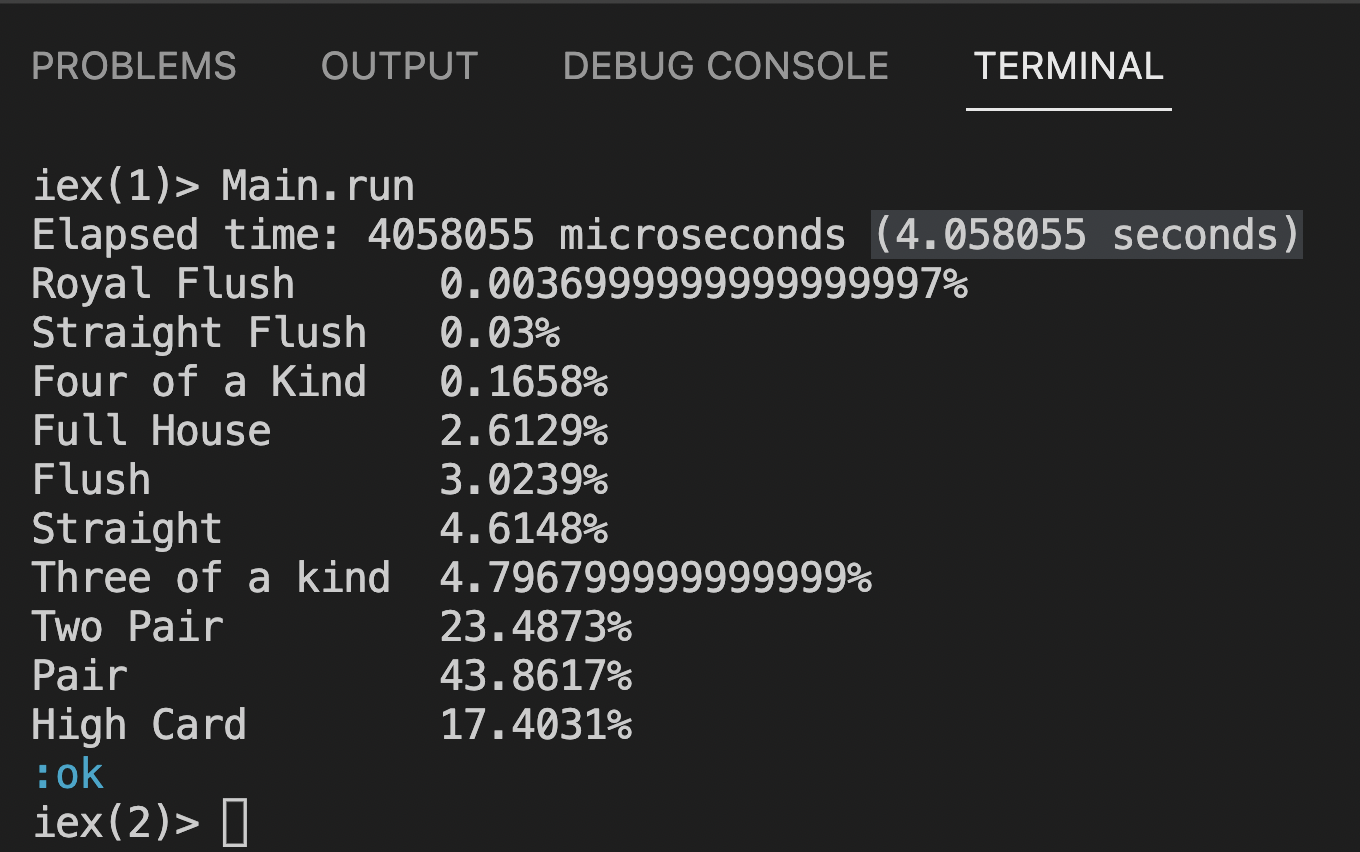 PROBLEMS OUTPUT DEBUG CONSOLE TERMINAL
iex(1)> Main.run
Elapsed time: 4058055 microseconds (4.058055 seconds)
Royal Flush 0.0036999999999999997%
Straight Flush 0.03%
Four of a Kind 0.1658%
Full House 2.6129%
Flush 3.0239%
Straight 4.6148%
Three of a kind 4.796799999999999%
Two Pair 23.4873%
Pair 43.8617%
High Card 17.4031%
:ok
iex(2)>